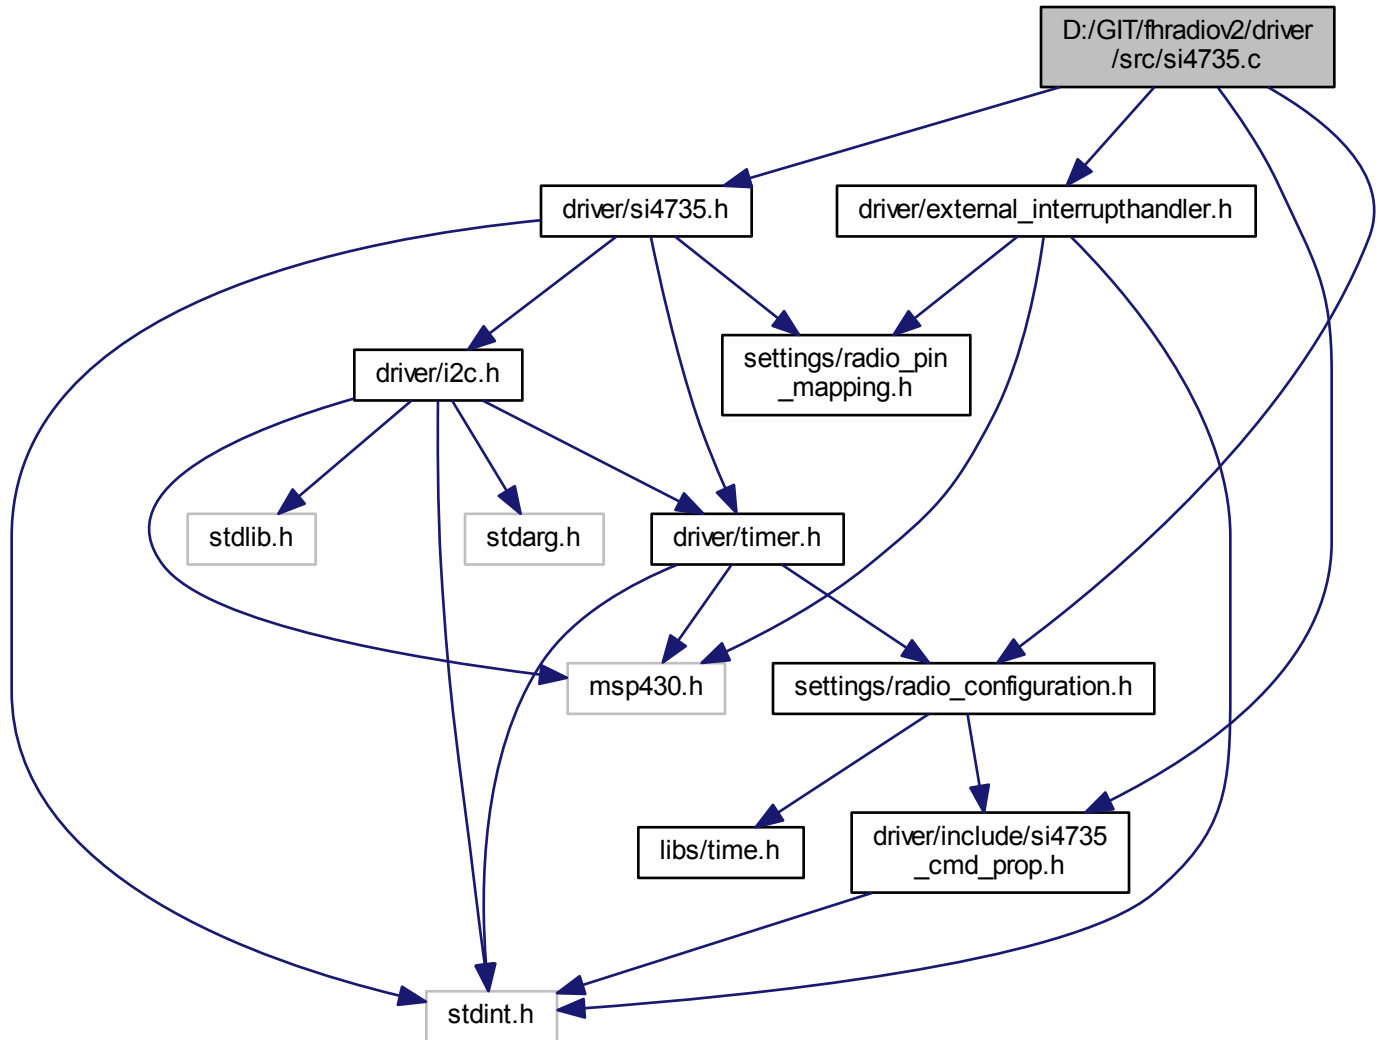 D:/GIT/fhradiov2/driver
/src/si4735.c
driver/si4735.h
driver/external_interrupthandler.h
settings/radio_pin
_mapping.h
driver/i2c.h
stdlib.h
stdarg.h
driver/timer.h
msp430.h
settings/radio_configuration.h
libs/time.h
driver/include/si4735
_cmd_prop.h
stdint.h